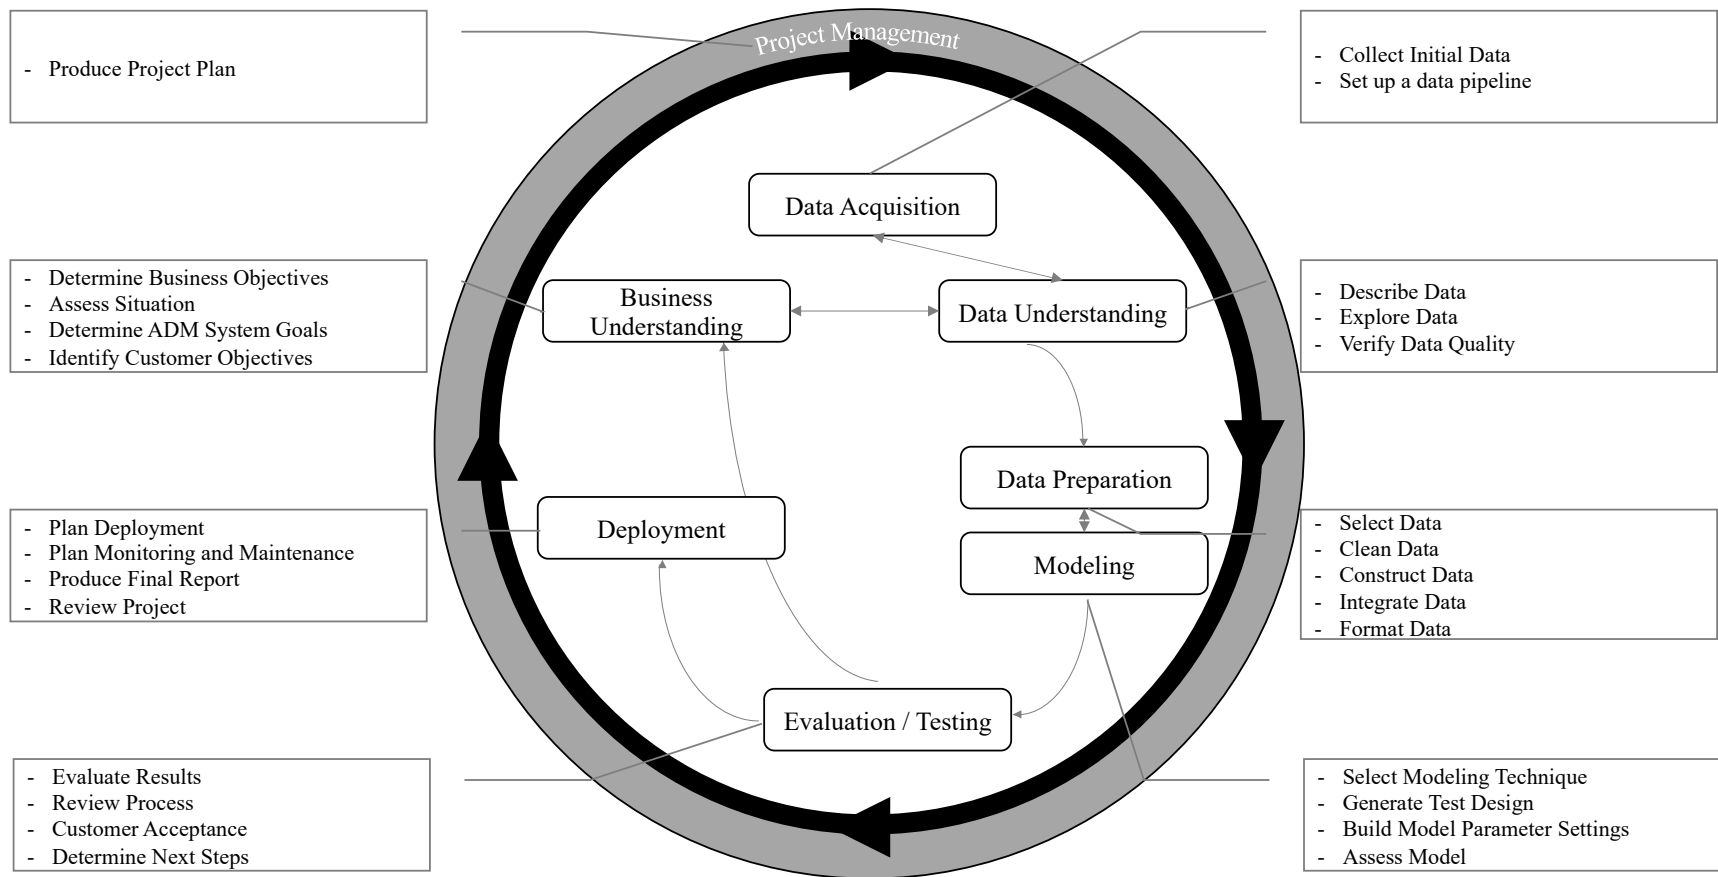 Project Management
- Produce Project Plan
- Collect Initial Data
- Set up a data pipeline
Data Acquisition
- Determine Business Objectives
- Assess Situation
- Determine ADM System Goals
- Identify Customer Objectives
Business
Understanding
Data Understanding
- Describe Data
- Explore Data
- Verify Data Quality
Data Preparation
Modeling
- Select Data
- Clean Data
- Construct Data
- Integrate Data
- Format Data
Deployment
- Plan Deployment
- Plan Monitoring and Maintenance
- Produce Final Report
- Review Project
Evaluation / Testing
- Evaluate Results
- Review Process
- Customer Acceptance
- Determine Next Steps
- Select Modeling Technique
- Generate Test Design
- Build Model Parameter Settings
- Assess Model